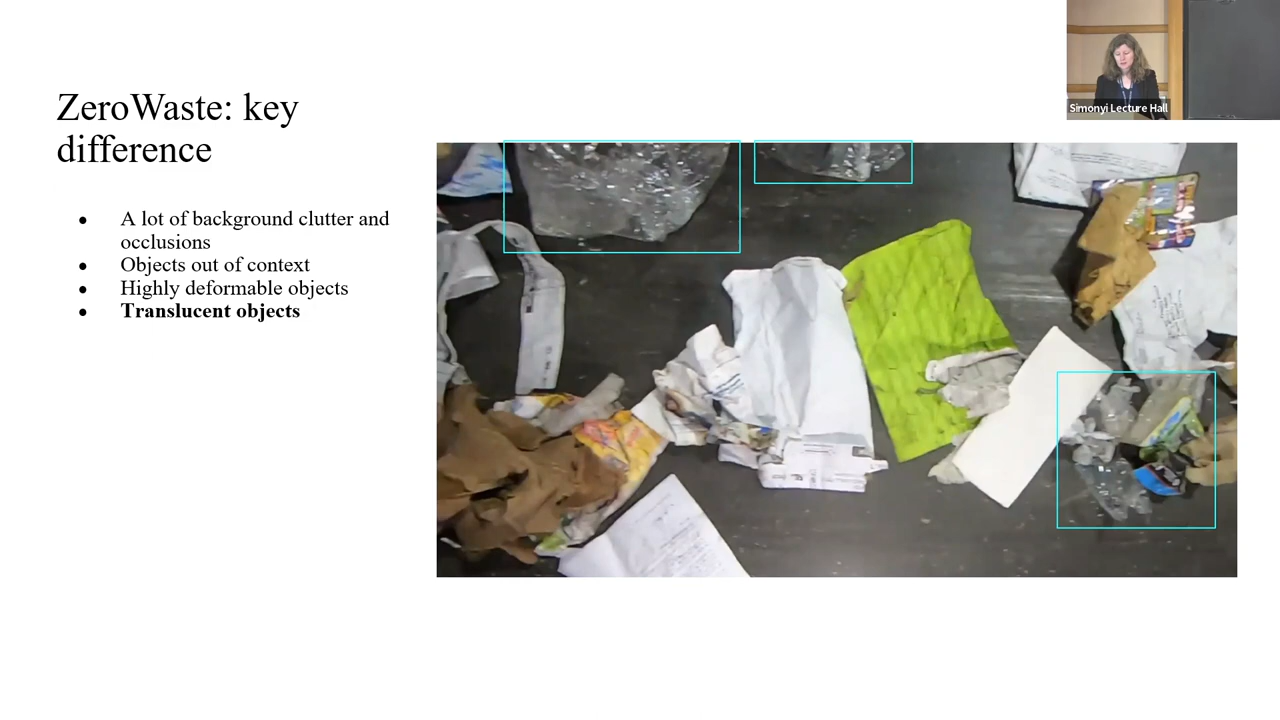 Simonyi Lecture Hall
ZeroWaste: key
difference
● A lot of background clutter and
occlusions
● Objects out of context
● Highly deformable objects
● Translucent objects